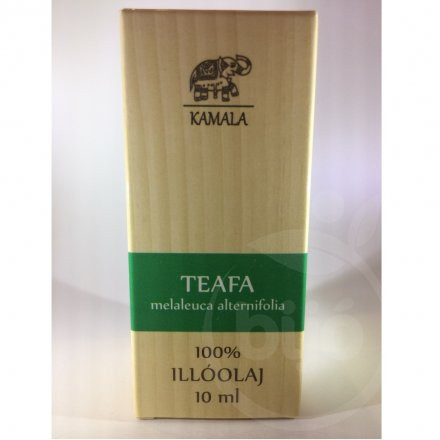 KAMALA
TEAFA
melaleuca alternifolia
100%
ILLÓOLAJ
10 ml